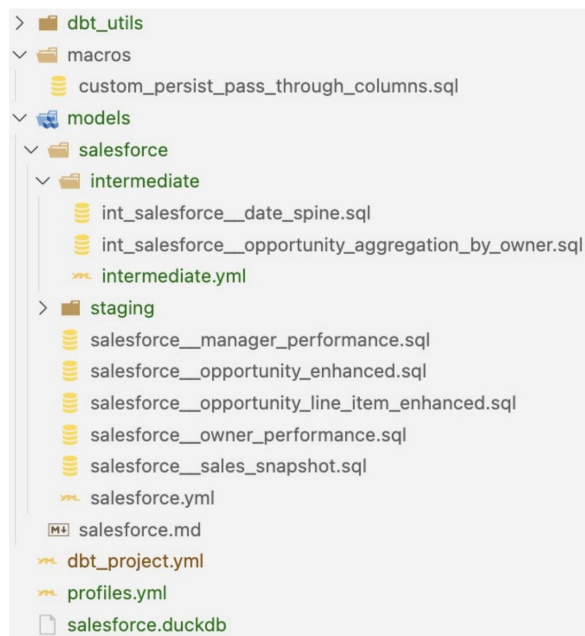 dbt_utils
macros
custom_persist_pass_through_columns.sql
models
salesforce
intermediate
int_salesforce__date_spine.sql
int_salesforce__opportunity_aggregation_by_owner.sql
intermediate.yml
staging
salesforce__manager_performance.sql
salesforce__opportunity_enhanced.sql
salesforce__opportunity_line_item_enhanced.sql
salesforce__owner_performance.sql
salesforce__sales_snapshot.sql
salesforce.yml
salesforce.md
dbt_project.yml
profiles.yml
salesforce.duckdb